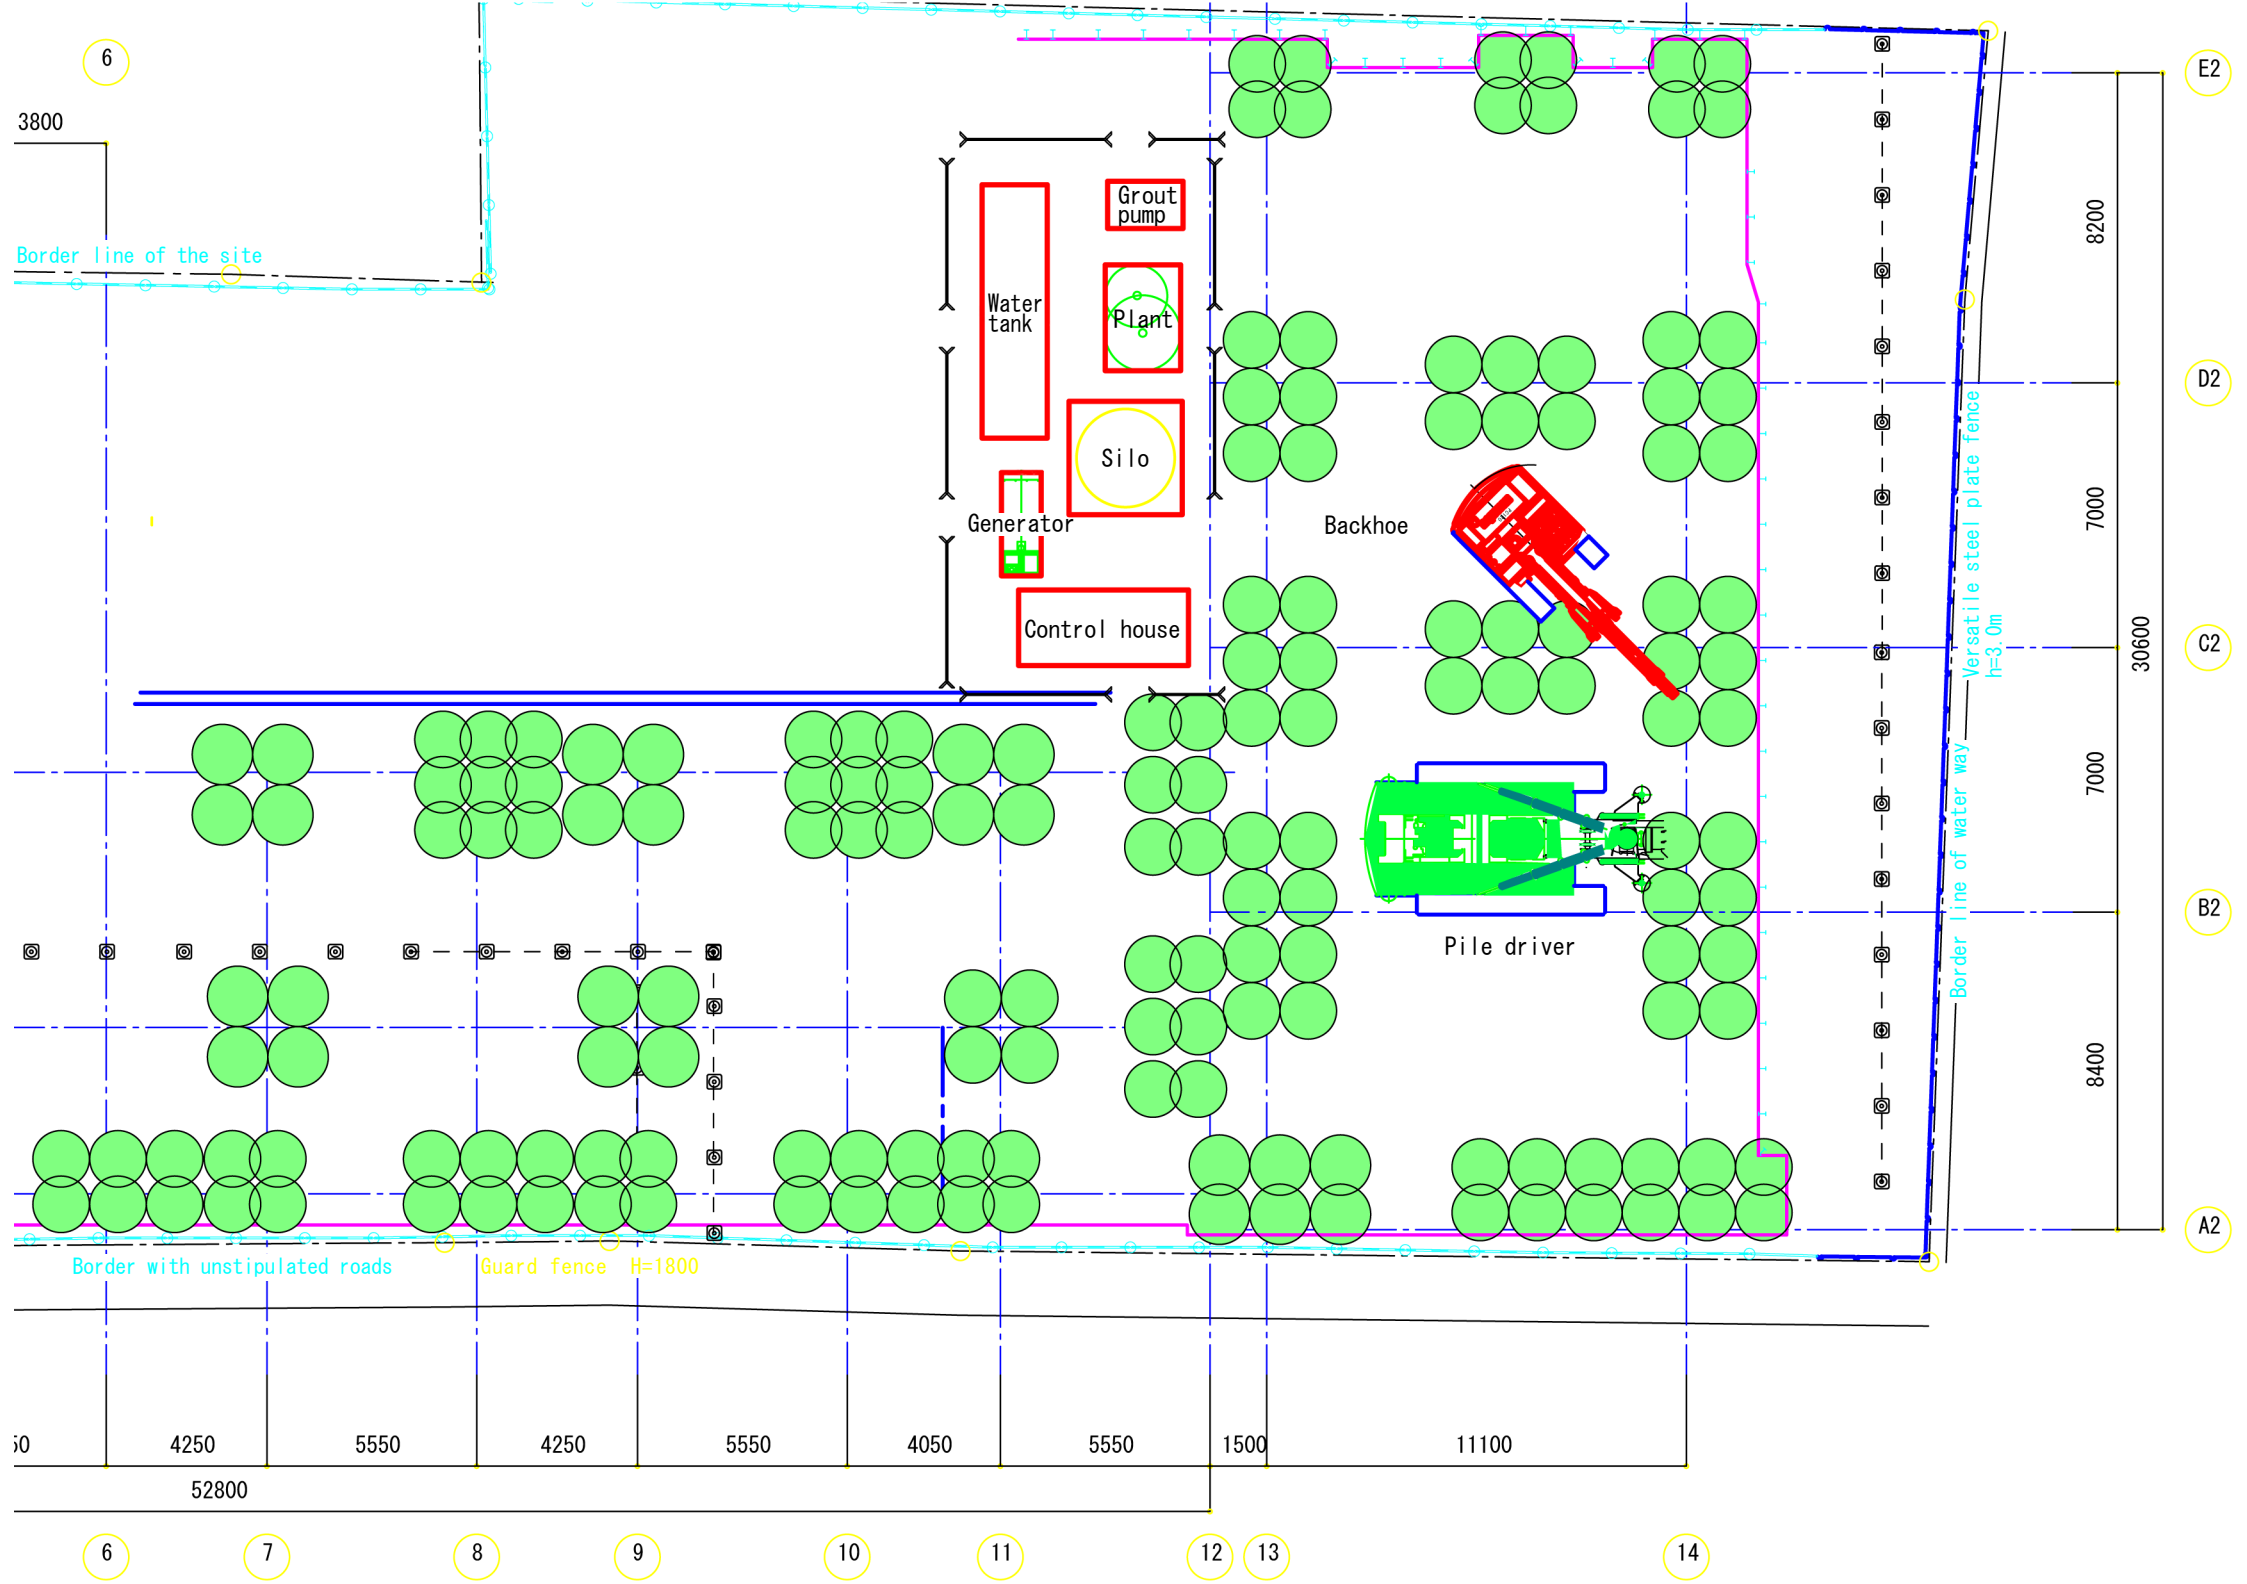 6
E2
3800
Grout
pump
8200
Border line of the site
Water
tank
Plant
D2
Silo
Versatile steel plate fence
h=3.0m
7000
Generator
Backhoe
Control house
30600
C2
7000
Border line of water way
B2
Pile driver
8400
A2
Border with unstipulated roads
Guard fence H=1800
4250
5550
4250
5550
4050
5550
1500
11100
52800
6
7
8
9
10
11
12
13
14